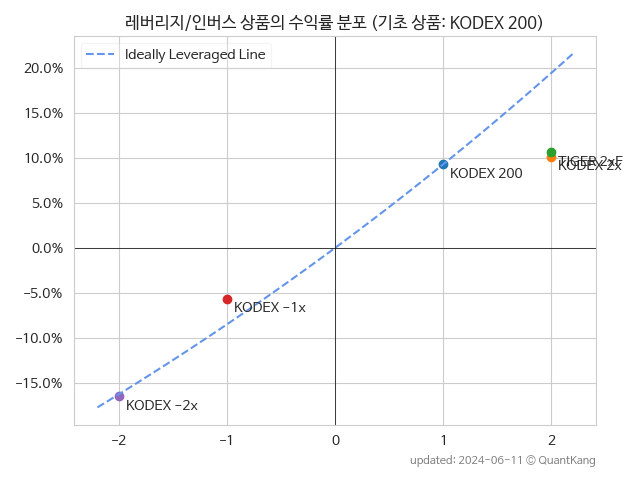 레버리지/인버스 상품의 수익률 분포 (기초 상품: KODEX 200)
Ideally Leveraged Line
20.0%
15.0%
10.0%
5.0%
0.0%
−5.0%
−10.0%
−15.0%
TIGER 2xF
KODEX 2x
KODEX 200
KODEX −1x
KODEX −2x
−2
−1
0
1
2
updated: 2024-06-11 © QuantKang